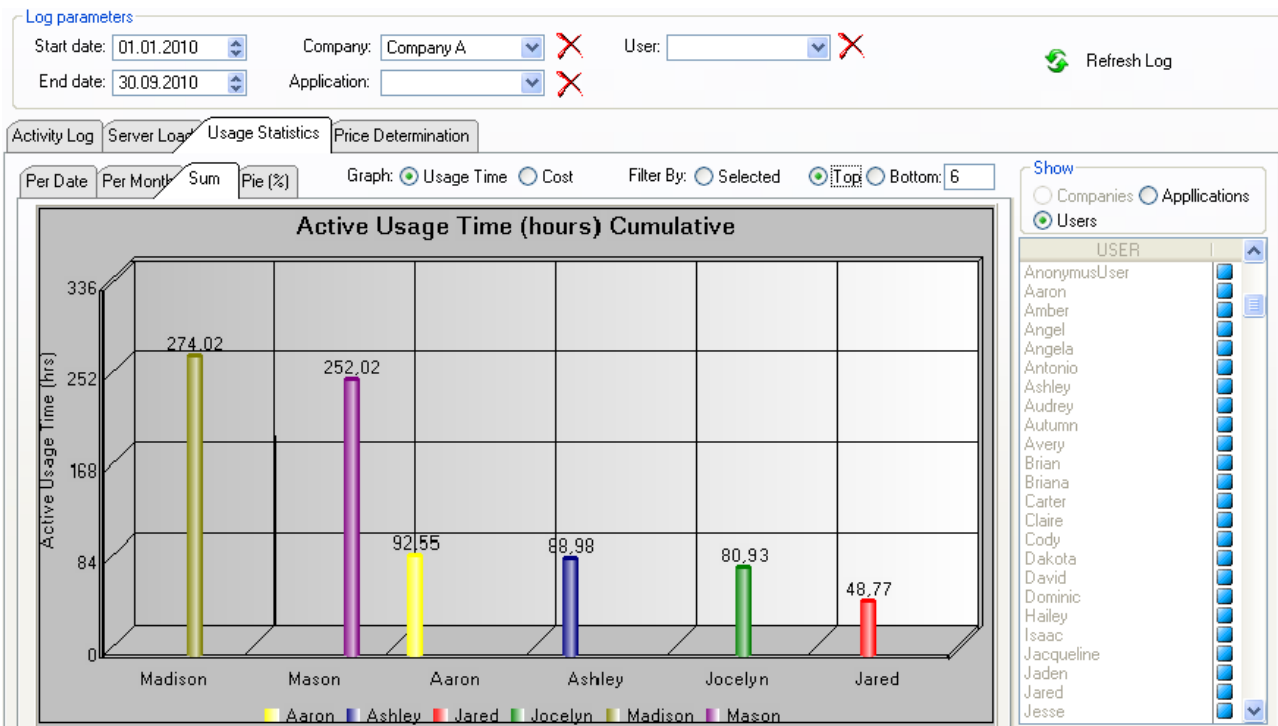 Log parameters
Start date: 01.01.2010 Company: Company A User: Refresh Log
End date: 30.09.2010 Application:
Activity Log Server Load Usage Statistics Price Determination
Per Date Per Month Sum Pie (%) Graph: Usage Time Cost Filter By: Selected Top Bottom: 6
Show
Companies Appllications
Users
Active Usage Time (hours) Cumulative
Active Usage Time (hrs)
336
252
168
84
0
274,02
252,02
92,55
88,98
80,93
48,77
Madison Mason Aaron Ashley Jocelyn Jared
Aaron Ashley Jared Jocelyn Madison Mason
USER
AnonymusUser
Aaron
Amber
Angel
Angela
Antonio
Ashley
Audrey
Autumn
Avery
Brian
Briana
Carter
Claire
Cody
Dakota
David
Dominic
Hailey
Isaac
Jacqueline
Jaden
Jared
Jesse